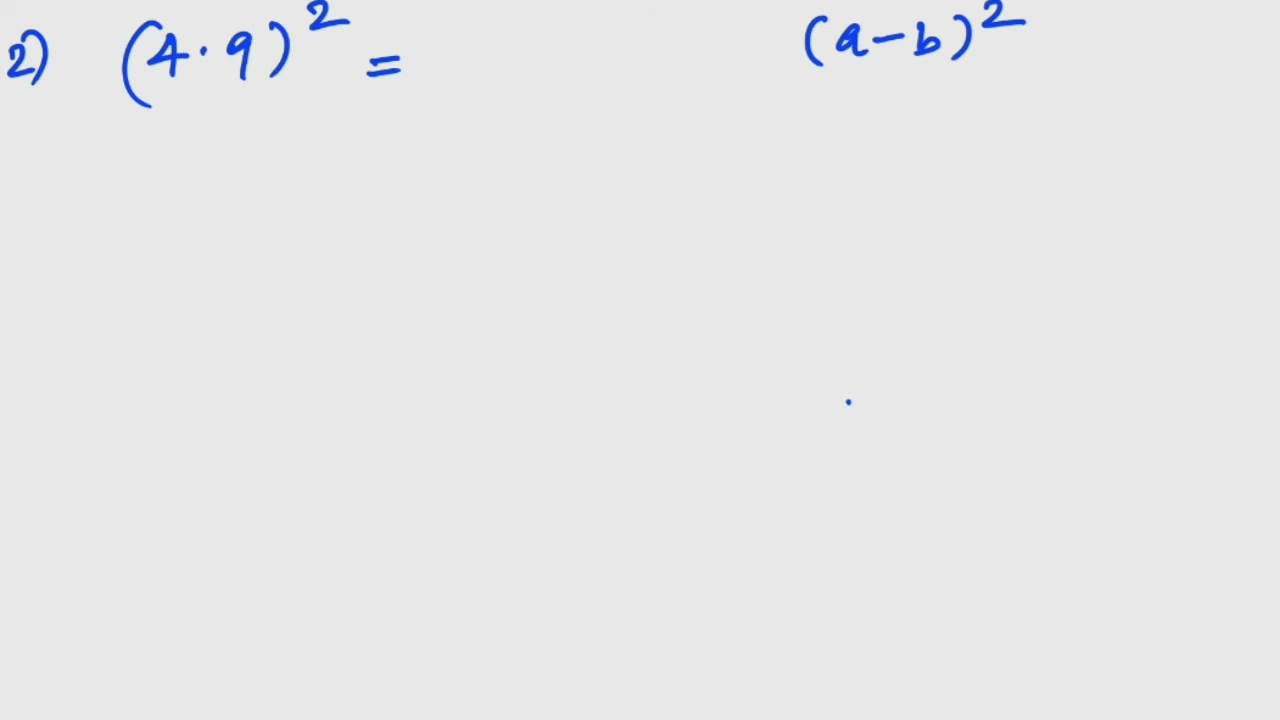 2) (4.9)² = (a-b)²